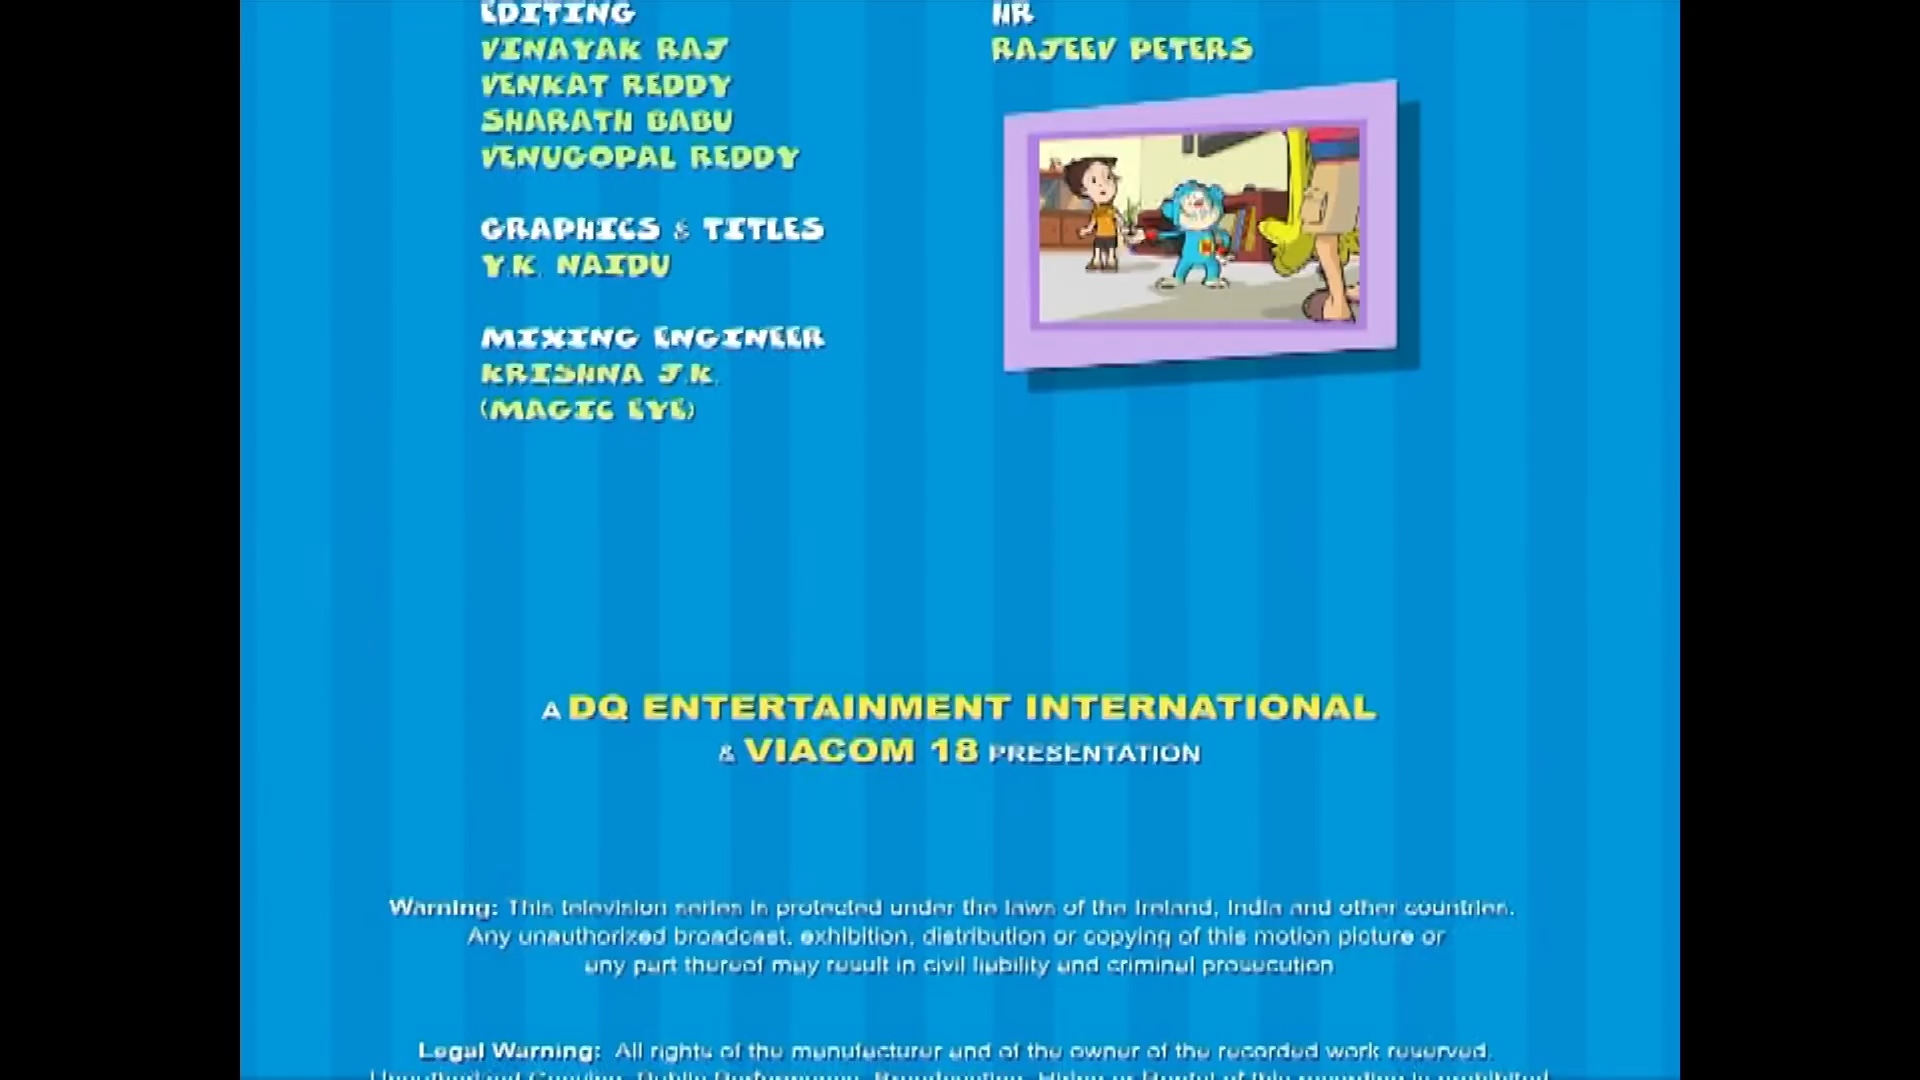 EDITING
VINAYAK RAJ
VENKAT REDDY
SHARATH BABU
VENUGOPAL REDDY
GRAPHICS & TITLES
Y.K. NAIDU
MIXING ENGINEER
KRISHNA J.K.
(MAGIC EYE)
HR
RAJEEV PETERS
A DQ ENTERTAINMENT INTERNATIONAL
& VIACOM 18 PRESENTATION
Warning: This television series is protected under the laws of the Ireland, India and other countries.
Any unauthorized broadcast, exhibition, distribution or copying of this motion picture or
any part thereof may result in civil liability and criminal prosecution
Legal Warning: All rights of the manufacturer and of the owner of the recorded work reserved.